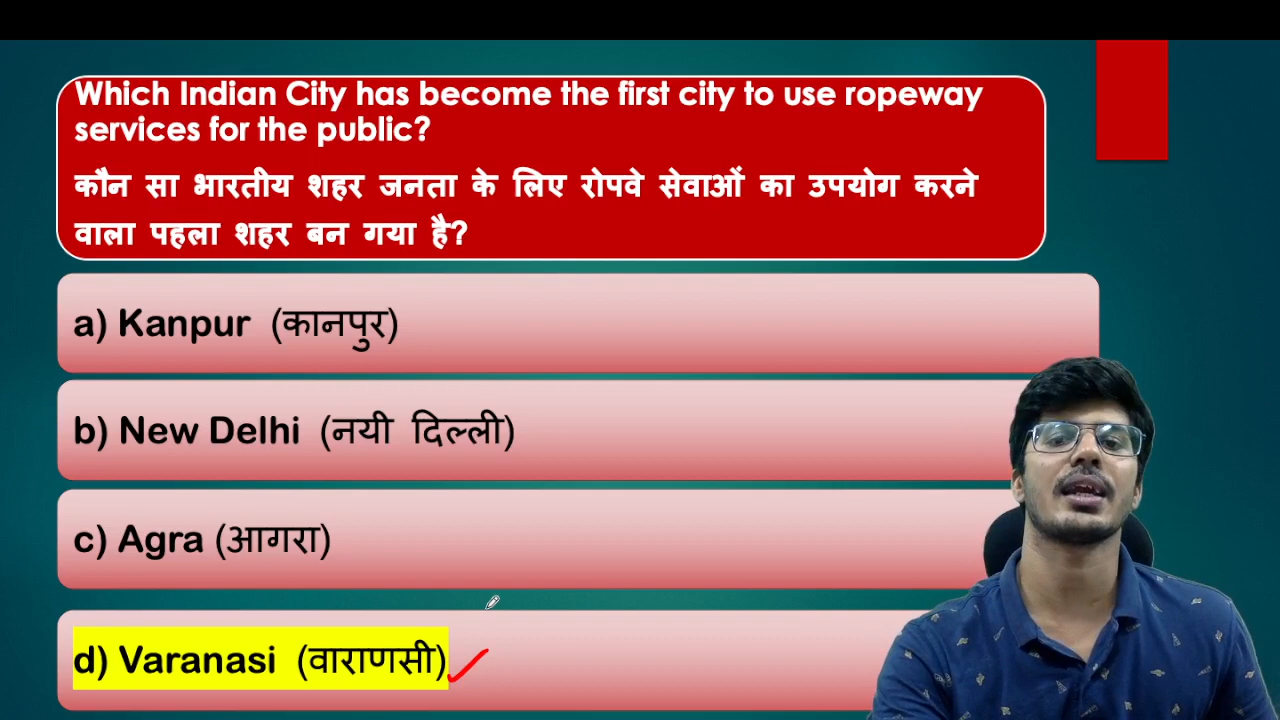 Which Indian City has become the first city to use ropeway
services for the public?
कौन सा भारतीय शहर जनता के लिए रोपवे सेवाओं का उपयोग करने
वाला पहला शहर बन गया है?
a) Kanpur (कानपुर)
b) New Delhi (नयी दिल्ली)
c) Agra (आगरा)
d) Varanasi (वाराणसी)